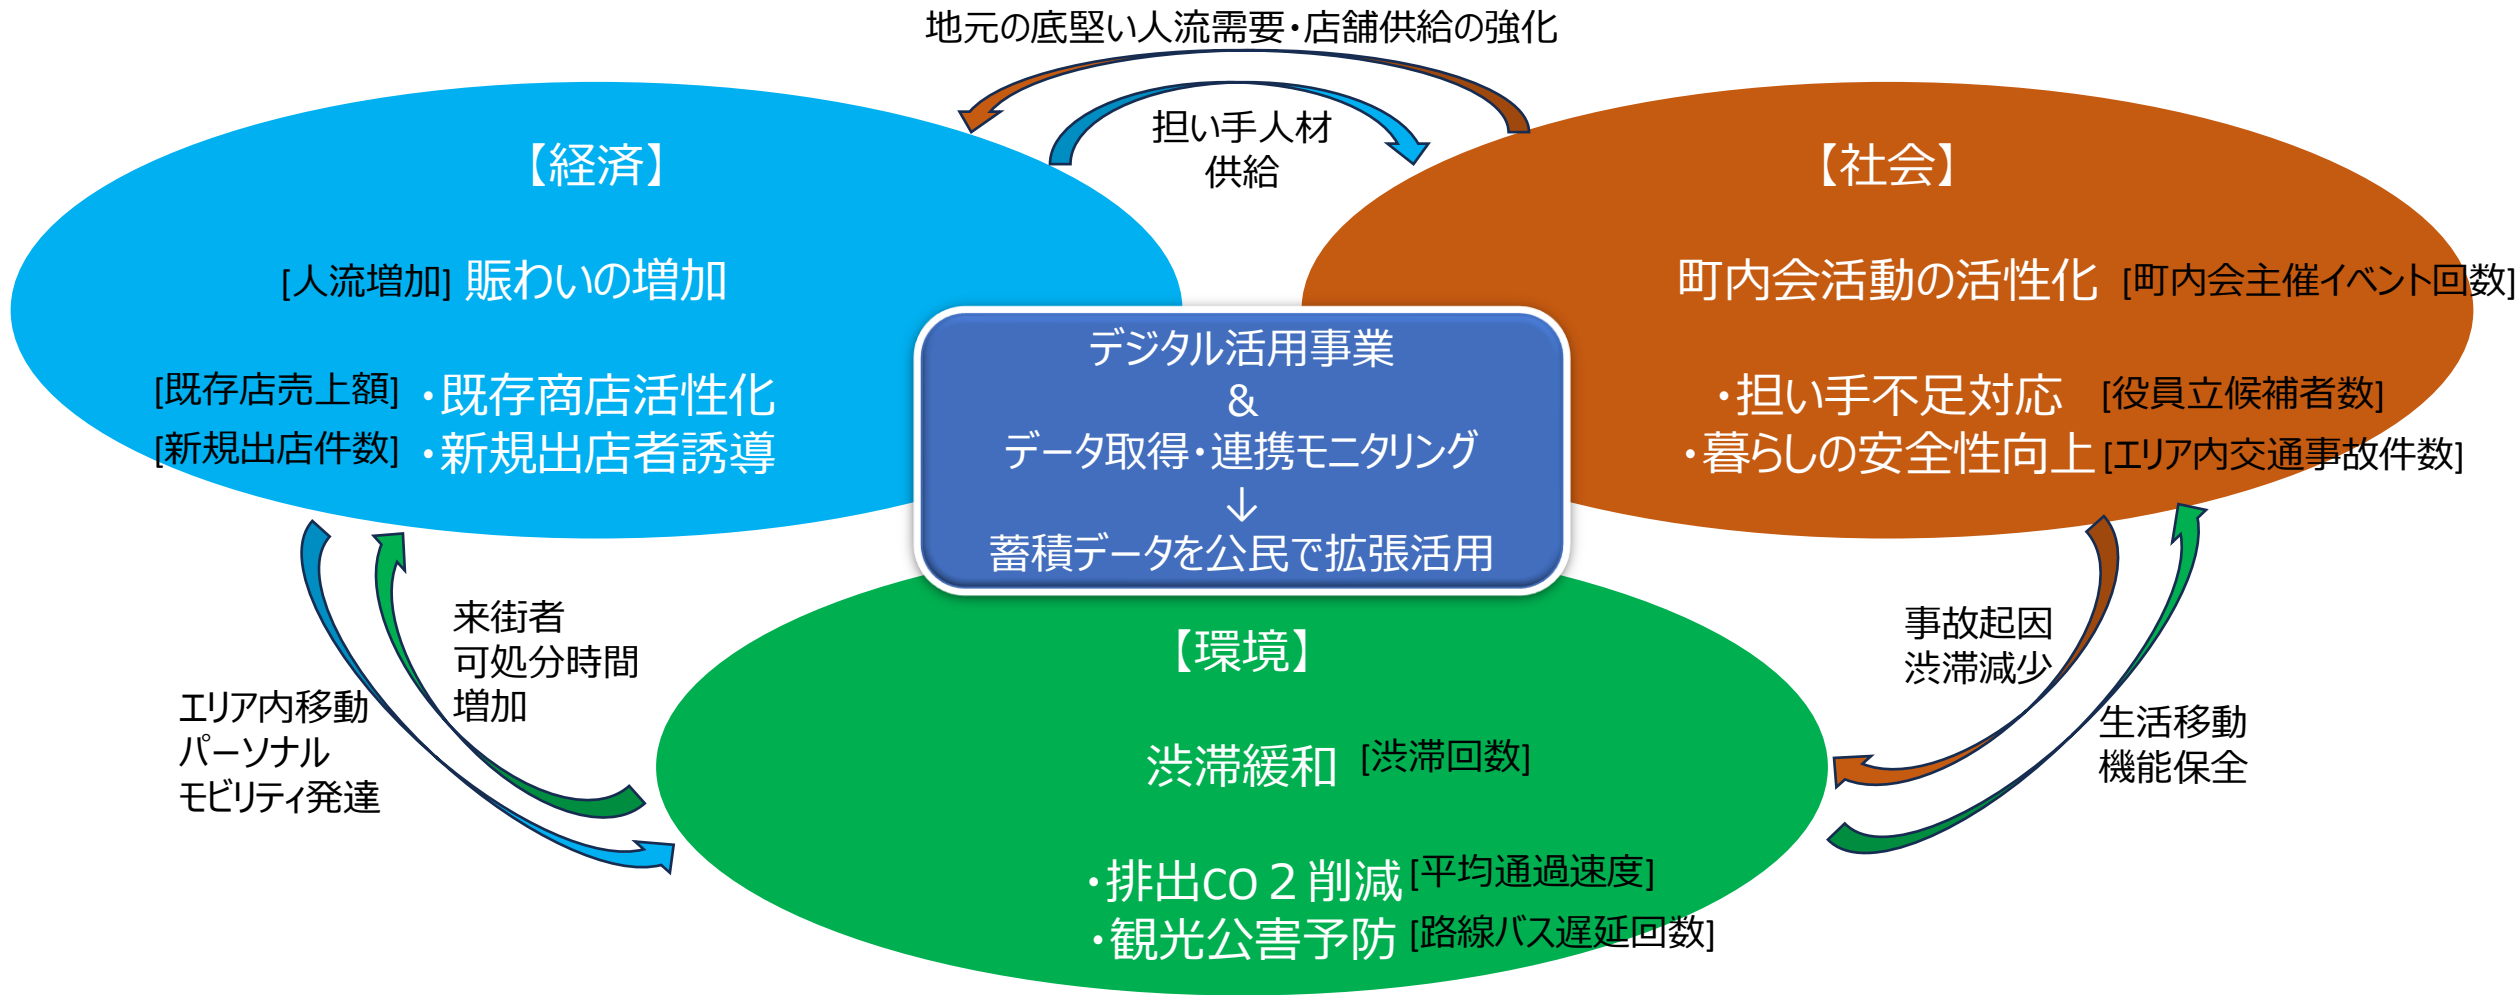 地元の底堅い人流需要・店舗供給の強化
担い手人材
供給
【経済】
[人流増加] 賑わいの増加
[既存店売上額] ・既存商店活性化
[新規出店件数] ・新規出店者誘導
【社会】
町内会活動の活性化 [町内会主催イベント回数]
・担い手不足対応 [役員立候補者数]
・暮らしの安全性向上 [エリア内交通事故件数]
デジタル活用事業
&
データ取得・連携モニタリング
↓
蓄積データを公民で拡張活用
来街者
可処分時間
増加
エリア内移動
パーソナル
モビリティ発達
【環境】
渋滞緩和 [渋滞回数]
・排出CO２削減 [平均通過速度]
・観光公害予防 [路線バス遅延回数]
事故起因
渋滞減少
生活移動
機能保全